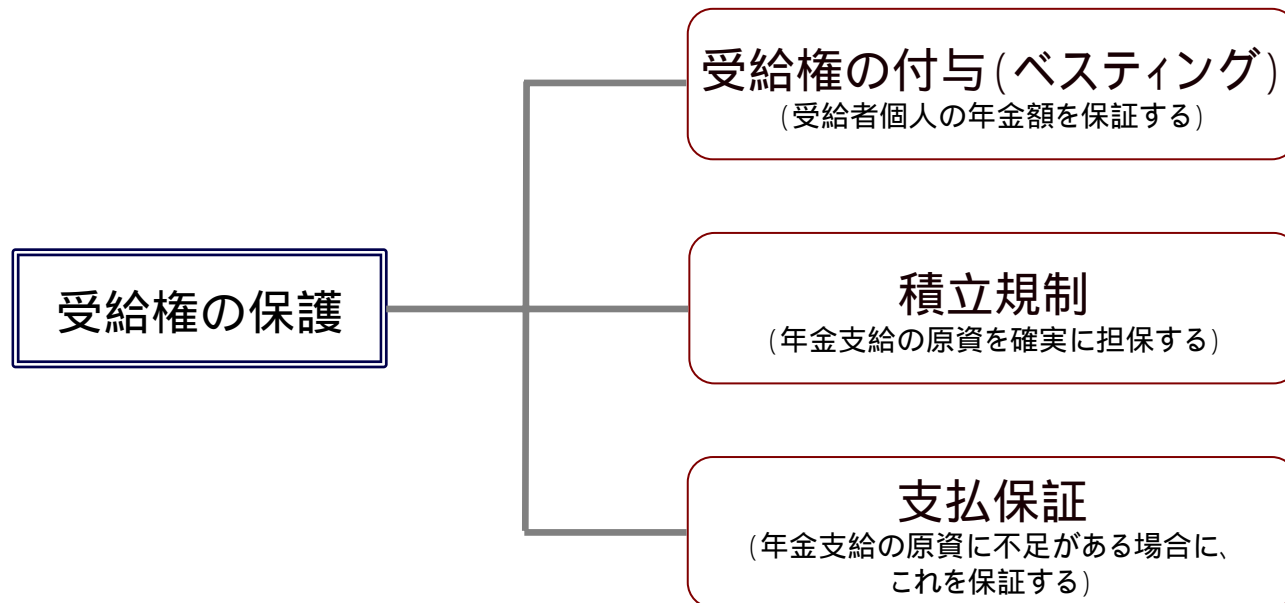 受給権の付与(ベスティング)
(受給者個人の年金額を保証する)
受給権の保護
積立規制
(年金支給の原資を確実に担保する)
支払保証
(年金支給の原資に不足がある場合に、
これを保証する)